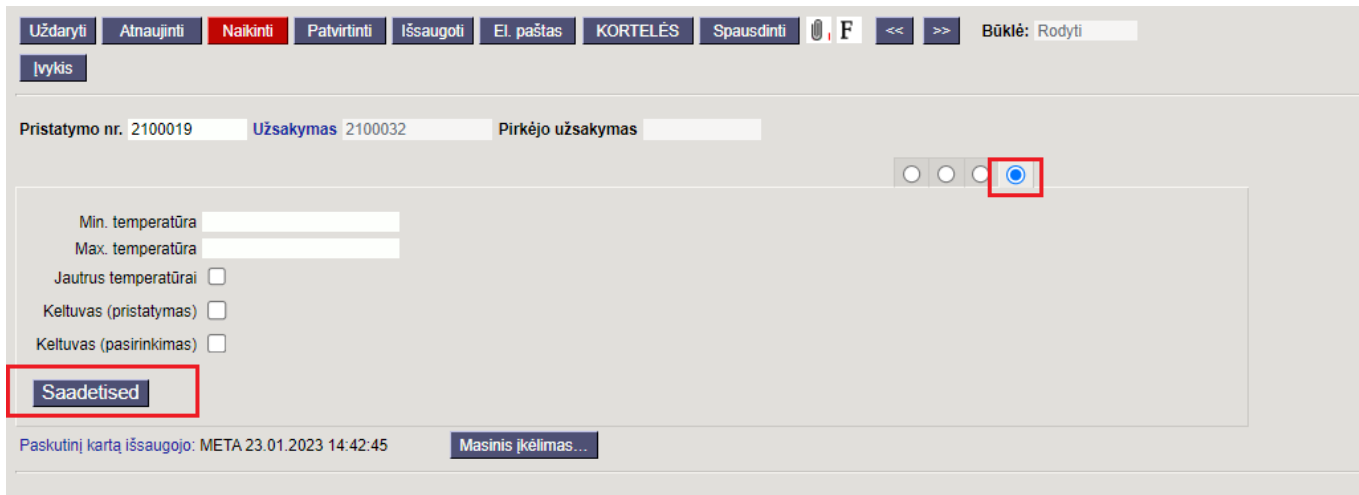 Uždaryti Atnaujinti Naikinti Patvirtinti Išsaugoti El. paštas KORTELĖS Spausdinti F << >> Būklė: Rodyti
Įvykis
Pristatymo nr. 2100019 Užsakymas 2100032 Pirkėjo užsakymas
Min. temperatūra
Max. temperatūra
Jautrus temperatūrai
Keltuvas (pristatymas)
Keltuvas (pasirinkimas)
Saadetised
Paskutinį kartą išsaugojo: META 23.01.2023 14:42:45 Masinis įkėlimas...